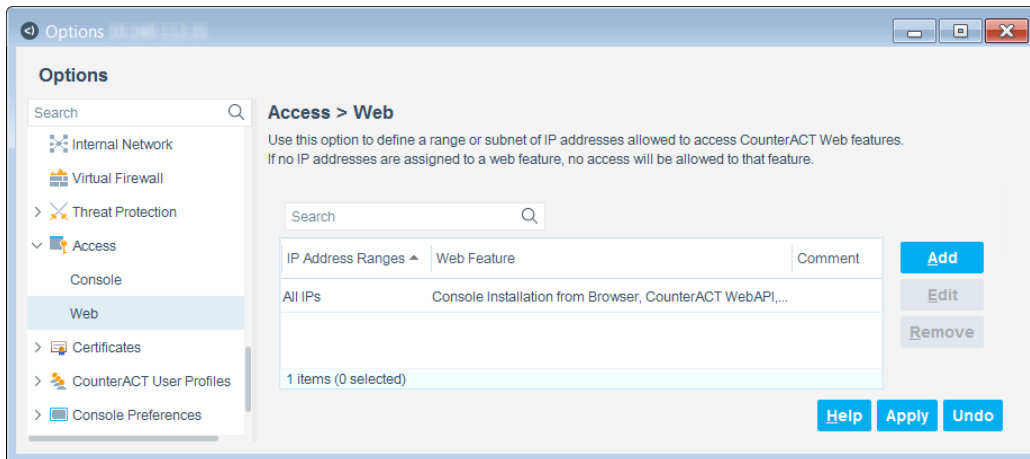 Options
Options
Search
Internal Network
Virtual Firewall
Threat Protection
Access
Console
Web
Certificates
CounterACT User Profiles
Console Preferences
Access > Web
Use this option to define a range or subnet of IP addresses allowed to access CounterACT Web features.
If no IP addresses are assigned to a web feature, no access will be allowed to that feature.
Search
IP Address Ranges Web Feature Comment
All IPs Console Installation from Browser, CounterACT WebAPI,...
1 items (0 selected)
Add
Edit
Remove
Help Apply Undo